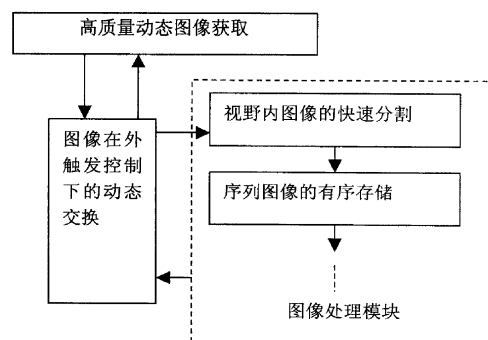 高质量动态图像获取
图像在外
触发控制
下的动态
交换
视野内图像的快速分割
序列图像的有序存储
图像处理模块